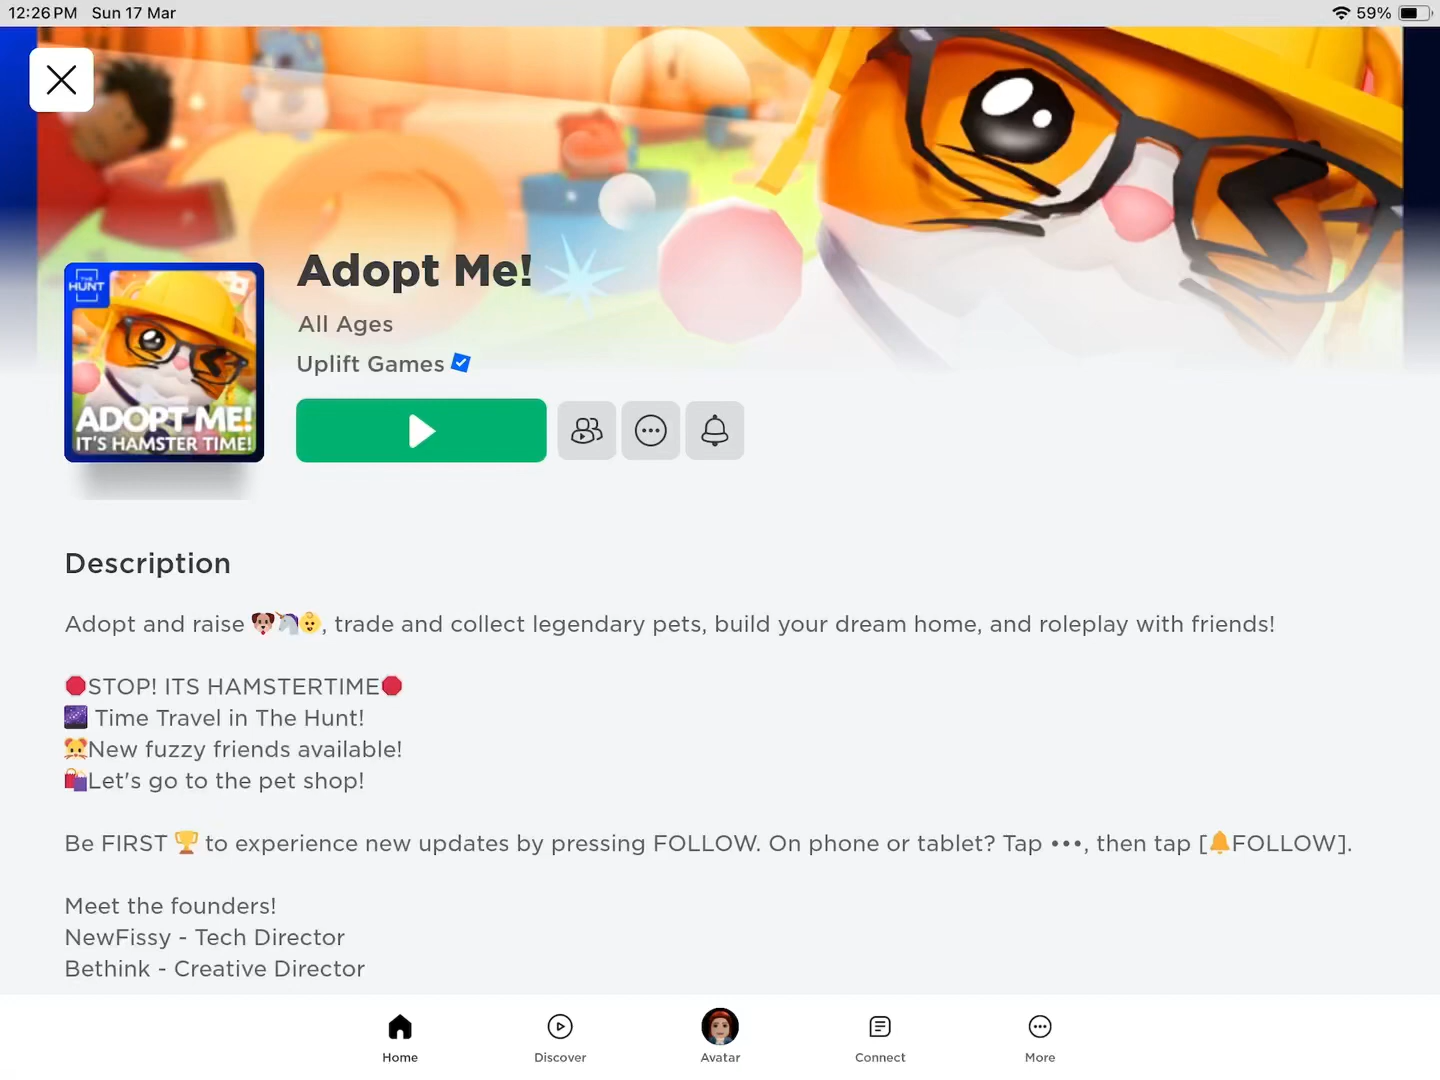 12:26 PM Sun 17 Mar
59%
THE
HUNT
ADOPT ME!
IT'S HAMSTER TIME!
Adopt Me!
All Ages
Uplift Games
Description
Adopt and raise 🐶🦄👶, trade and collect legendary pets, build your dream home, and roleplay with friends!
🛑STOP! ITS HAMSTERTIME🛑
🌌 Time Travel in The Hunt!
🐹New fuzzy friends available!
🛍️Let's go to the pet shop!
Be FIRST 🏆 to experience new updates by pressing FOLLOW. On phone or tablet? Tap •••, then tap [🔔FOLLOW].
Meet the founders!
NewFissy - Tech Director
Bethink - Creative Director
Home
Discover
Avatar
Connect
More